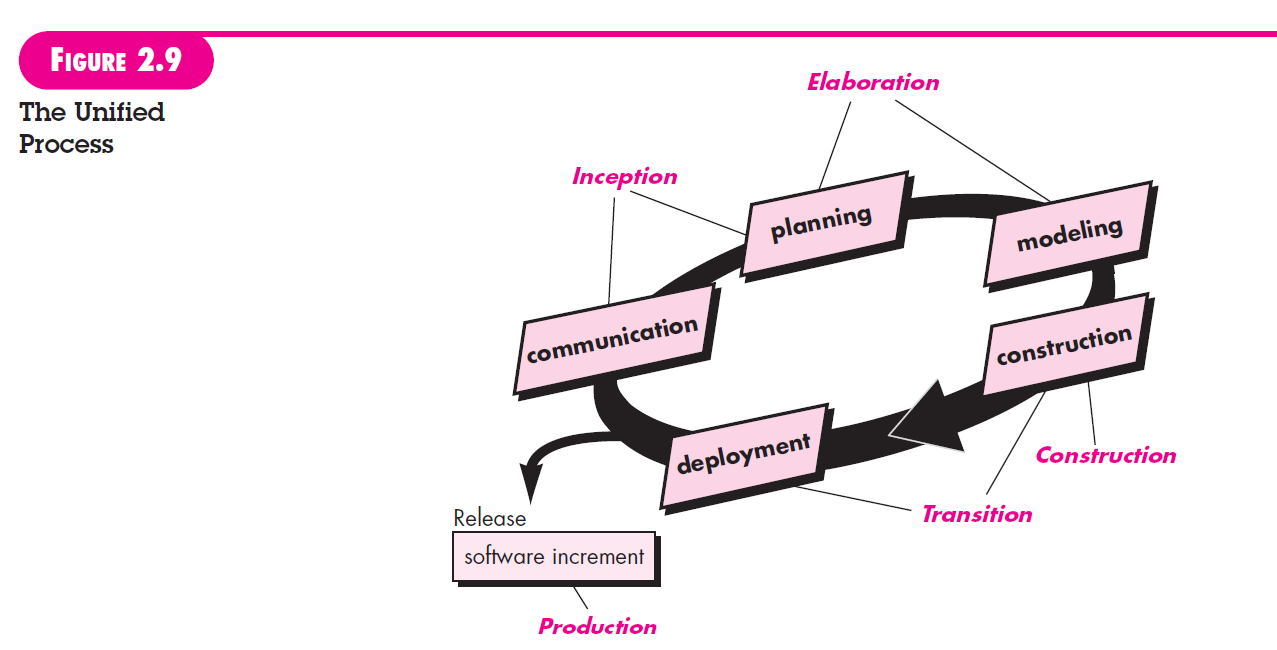 FIGURE 2.9
The Unified
Process
Elaboration
Inception
planning
modeling
communication
construction
deployment
Construction
Transition
Release
software increment
Production